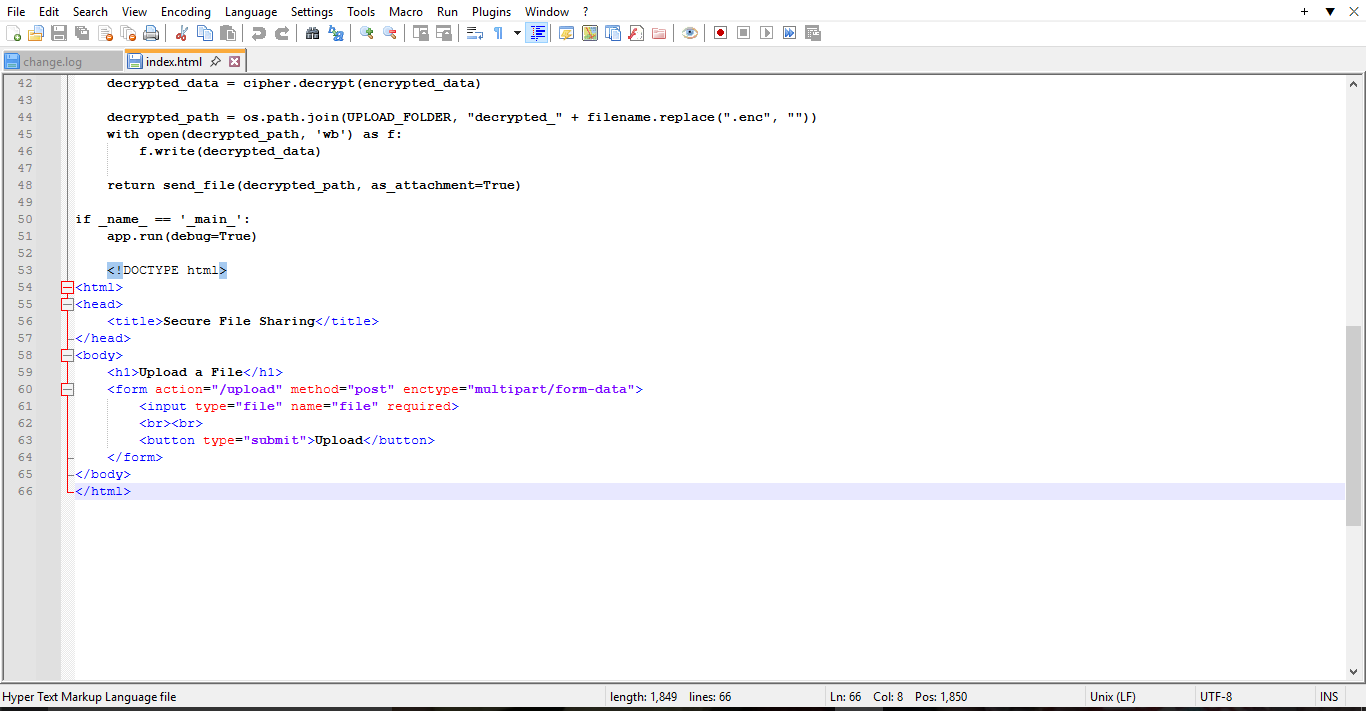 File Edit Search View Encoding Language Settings Tools Macro Run Plugins Window ?
change.log index.html
42 decrypted_data = cipher.decrypt(encrypted_data)
43
44 decrypted_path = os.path.join(UPLOAD_FOLDER, "decrypted_" + filename.replace(".enc", ""))
45 with open(decrypted_path, 'wb') as f:
46 f.write(decrypted_data)
47
48 return send_file(decrypted_path, as_attachment=True)
49
50 if _name_ == '_main_':
51 app.run(debug=True)
52
53 <!DOCTYPE html>
54 <html>
55 <head>
56 <title>Secure File Sharing</title>
57 </head>
58 <body>
59 <h1>Upload a File</h1>
60 <form action="/upload" method="post" enctype="multipart/form-data">
61 <input type="file" name="file" required>
62 <br><br>
63 <button type="submit">Upload</button>
64 </form>
65 </body>
66 </html>
Hyper Text Markup Language file length: 1,849 lines: 66 Ln: 66 Col: 8 Pos: 1,850 Unix (LF) UTF-8 INS